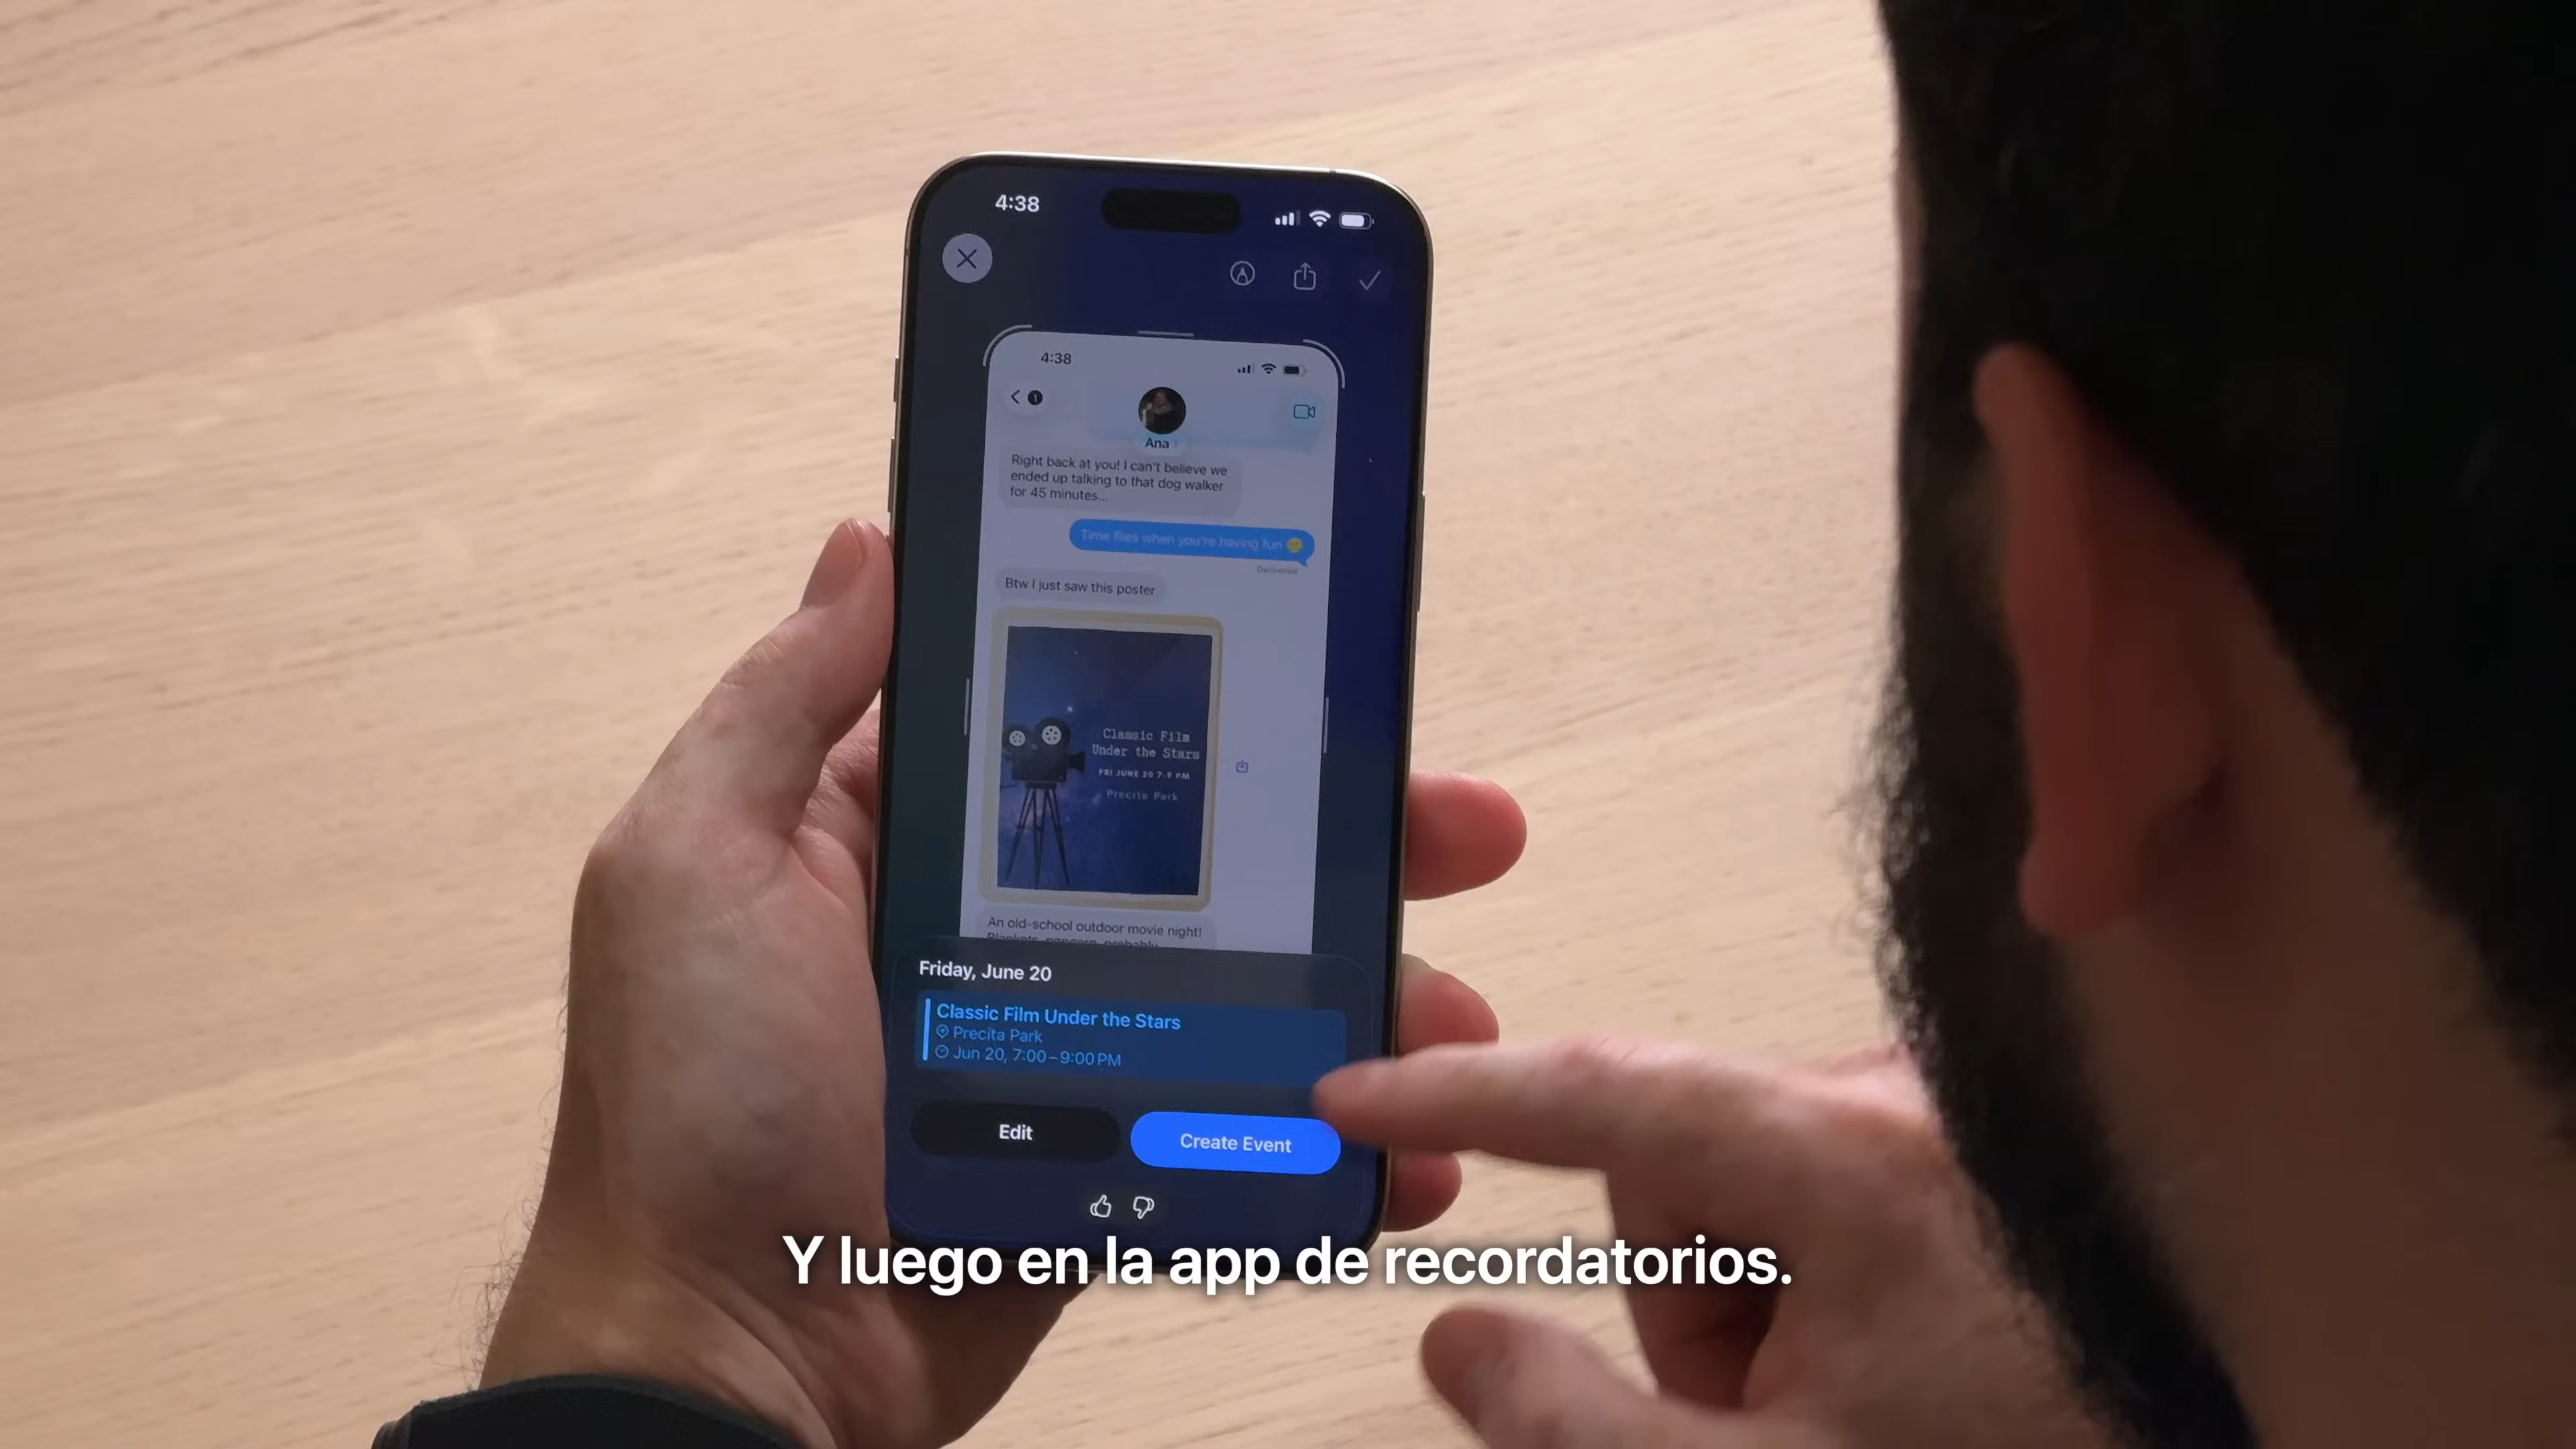 4:38
4:38
1
Ana
Right back at you! I can't believe we
ended up talking to that dog walker
for 45 minutes...
Time flies when you're having fun
Delivered
Btw I just saw this poster
Classic Film
Under the Stars
FRI JUNE 20 7-9 PM
Precita Park
An old-school outdoor movie night!
Blankets, popcorn, probably
Friday, June 20
Classic Film Under the Stars
Precita Park
Jun 20, 7:00–9:00 PM
Edit
Create Event
Y luego en la app de recordatorios.